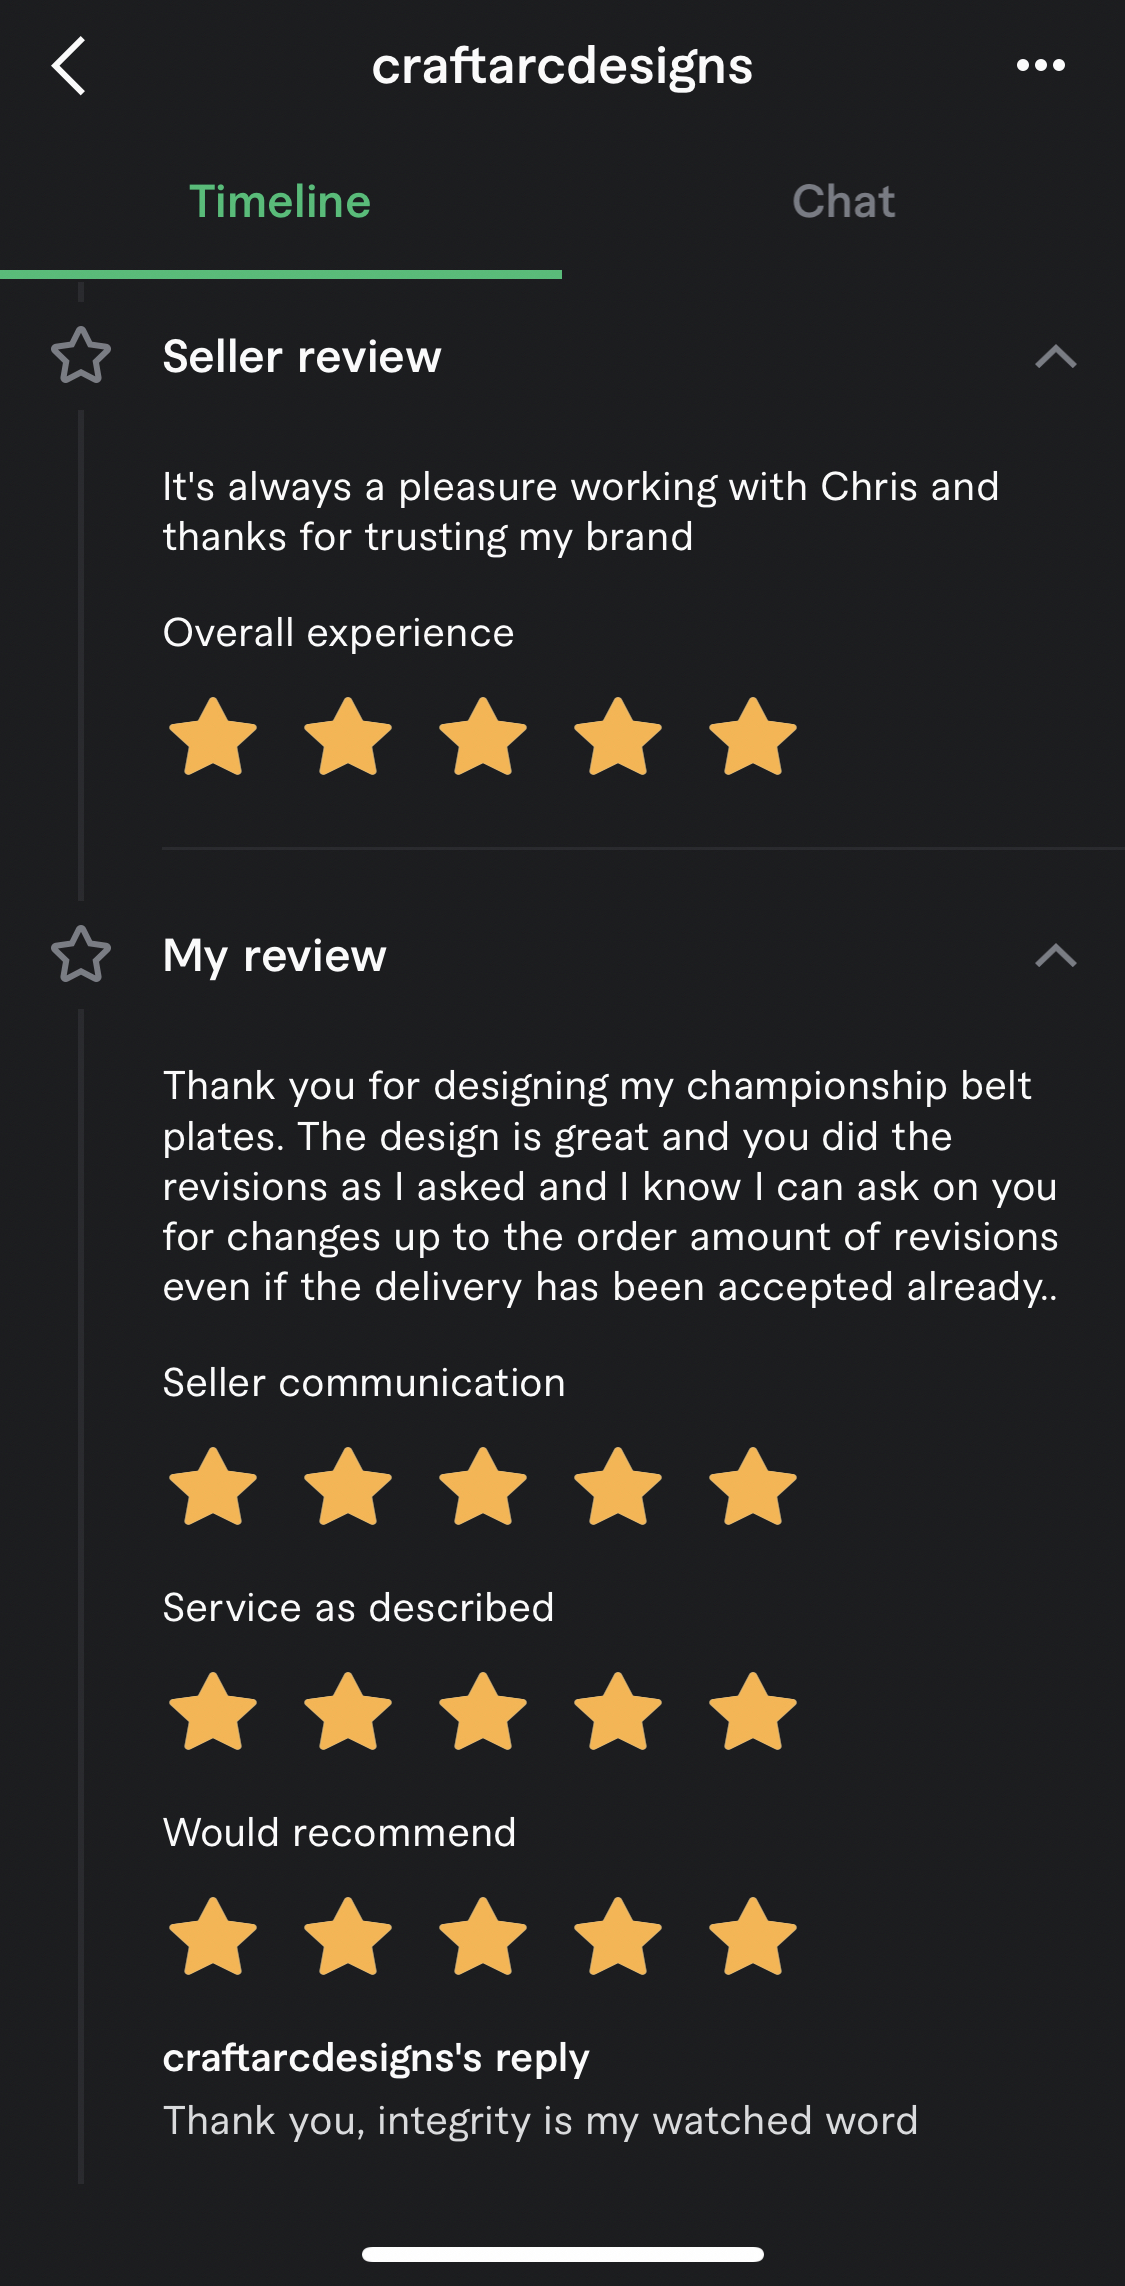 craftarcdesigns
Timeline
Chat
Seller review
It's always a pleasure working with Chris and
thanks for trusting my brand
Overall experience
My review
Thank you for designing my championship belt
plates. The design is great and you did the
revisions as I asked and I know I can ask on you
for changes up to the order amount of revisions
even if the delivery has been accepted already..
Seller communication
Service as described
Would recommend
craftarcdesigns's reply
Thank you, integrity is my watched word